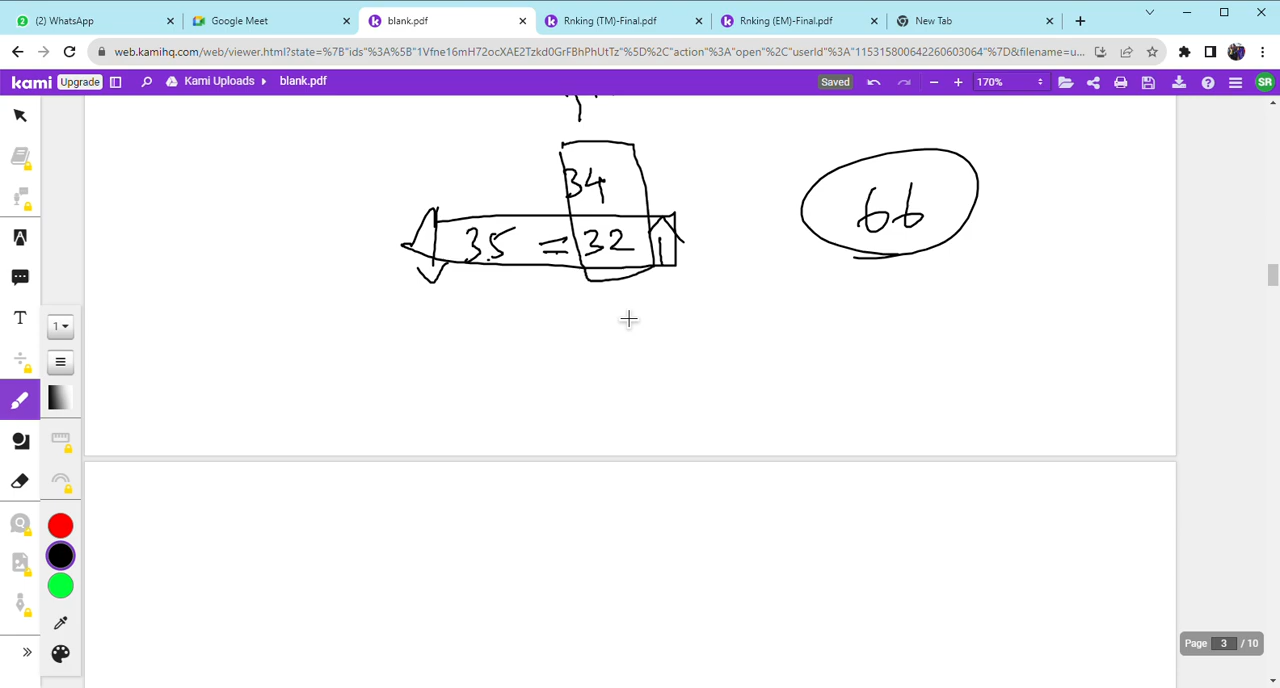 (2) WhatsApp
Google Meet
blank.pdf
Rnking (TM)-Final.pdf
Rnking (EM)-Final.pdf
New Tab
web.kamihq.com/web/viewer.html?state=%7B"ids"%3A%5B"1Vfne16mH72ocXAE2Tzkd0GrFBhPhUtTz"%5D%2C"action"%3A"open"%2C"userId"%3A"115315800642260603064"%7D&filename=u...
kami Upgrade
Kami Uploads
blank.pdf
Saved
170%
SR
34
35 = 32
66
T
1
Page 3 / 10